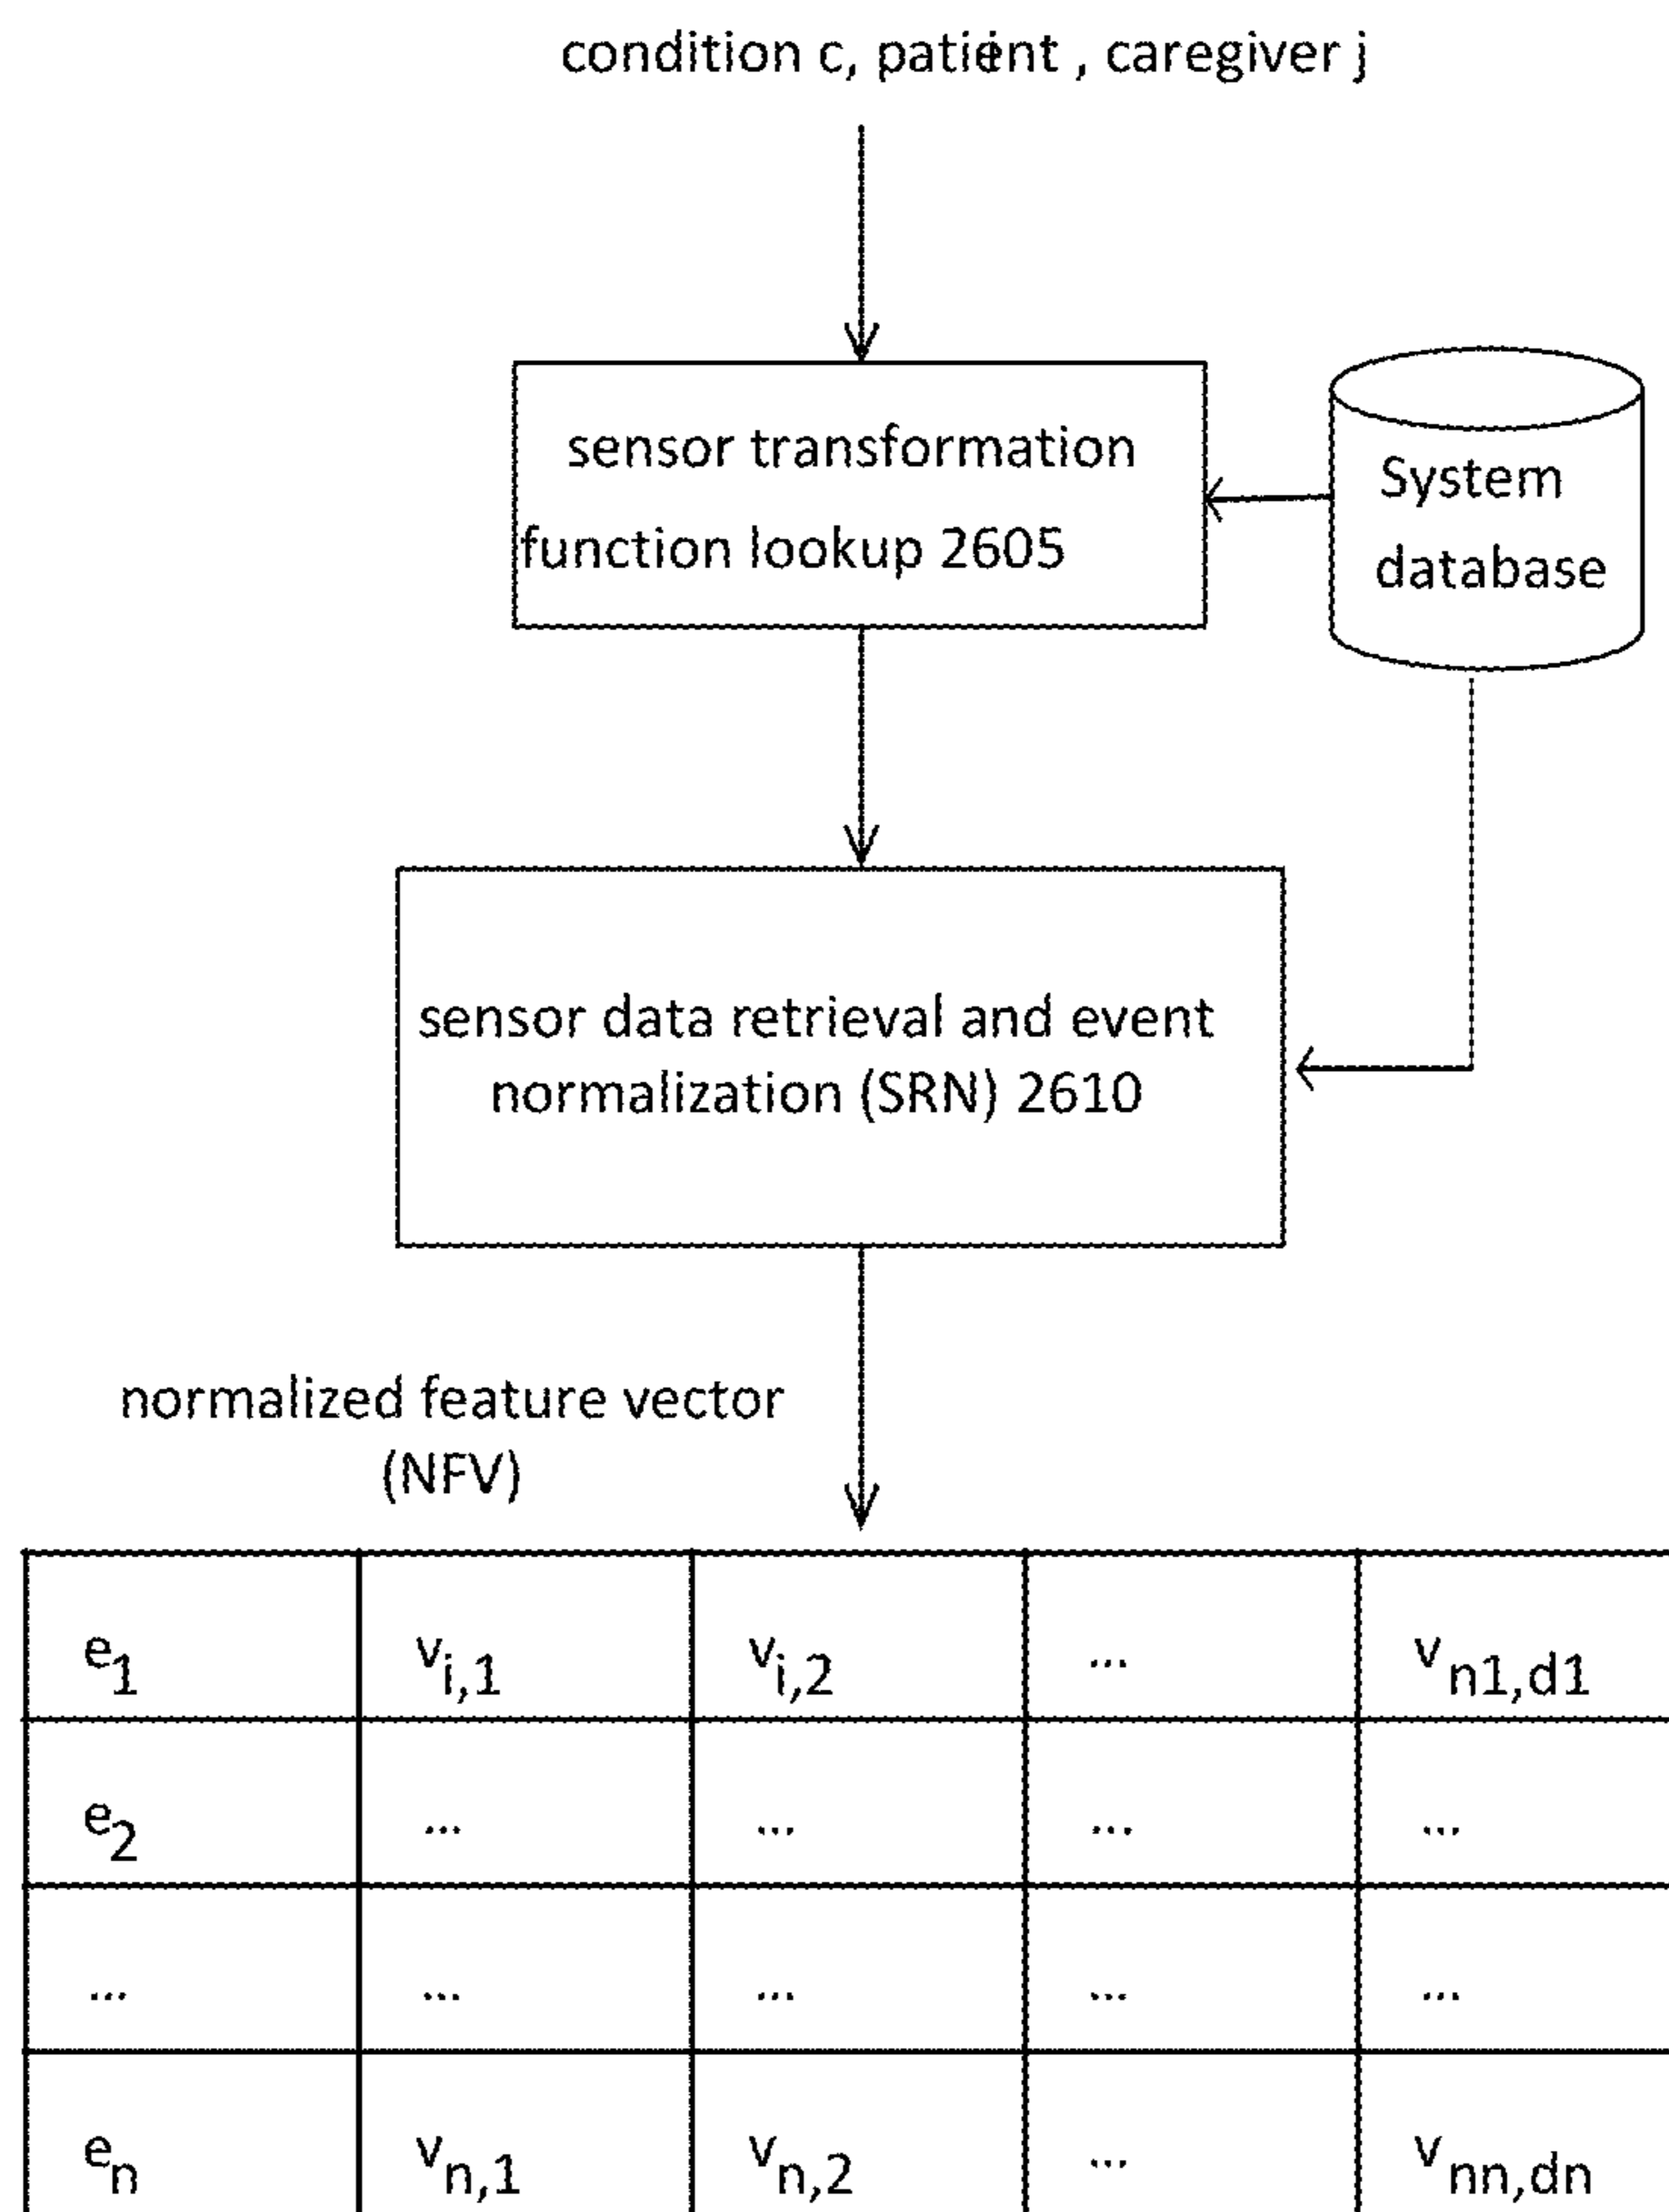 condition c, patient , caregiver j
sensor transformation
function lookup 2605
System
database
sensor data retrieval and event
normalization (SRN) 2610
normalized feature vector
(NFV)
e1 vi,1 vi,2 ... vn1,d1
e2 ... ... ... ...
... ... ... ... ...
en vn,1 vn,2 ... vnn,dn